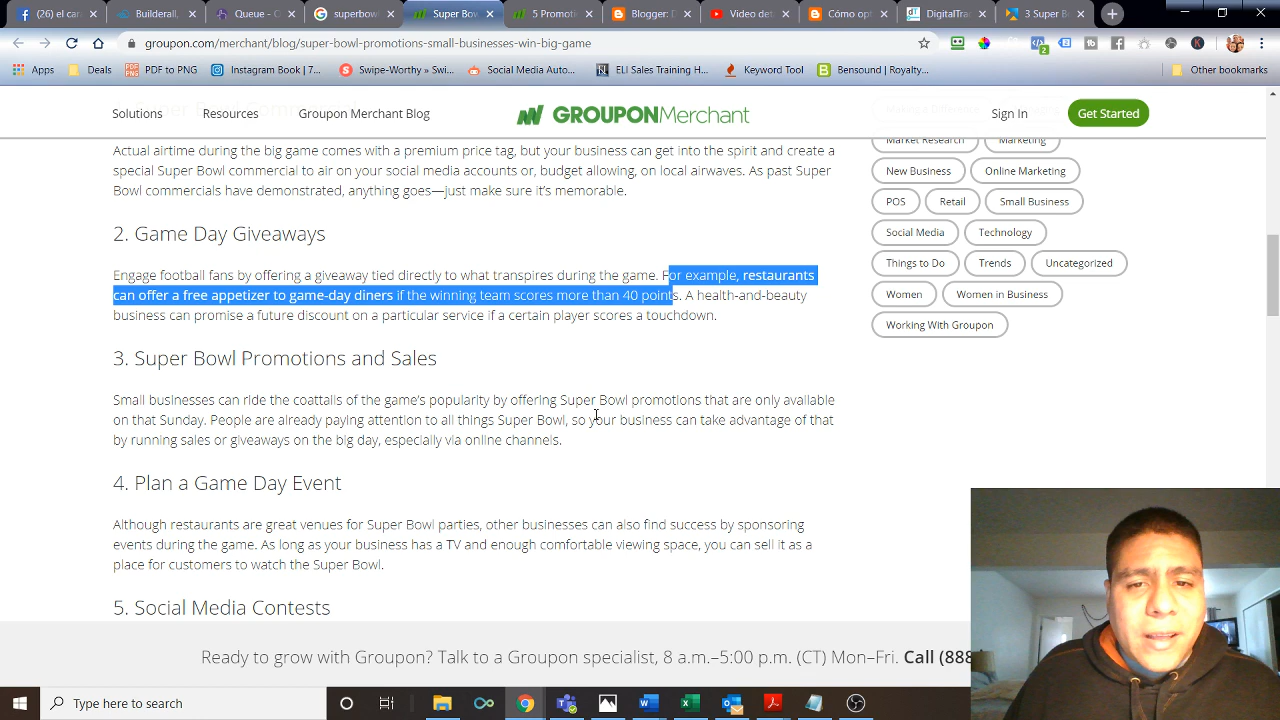 (26) el car
Builderall,
Queue - C
superbowl
Super Bow
5 Promotio
Blogger: D
Video det
Cómo opt
DigitalTra
3 Super B
groupon.com/merchant/blog/super-bowl-promotions-small-businesses-win-big-game
2
Apps
Deals
PDF to PNG
Instagram Book | 7...
Swipe-Worthy » Swi...
Social Media Auto...
ELI Sales Training H...
Keyword Tool
Bensound | Royalty...
Other bookmarks
Solutions
Resources
Groupon Merchant Blog
GROUPONMerchant
Sign In
Get Started
Actual airtime during the big game comes with a premium price tag, but your business can get into the spirit and create a
special Super Bowl commercial to air on your social media accounts or, budget allowing, on local airwaves. As past Super
Bowl commercials have demonstrated, anything goes—just make sure it's memorable.
2. Game Day Giveaways
Engage football fans by offering a giveaway tied directly to what transpires during the game. For example, restaurants
can offer a free appetizer to game-day diners if the winning team scores more than 40 points. A health-and-beauty
business can promise a future discount on a particular service if a certain player scores a touchdown.
3. Super Bowl Promotions and Sales
Small businesses can ride the coattails of the game's popularity by offering Super Bowl promotions that are only available
on that Sunday. People are already paying attention to all things Super Bowl, so your business can take advantage of that
by running sales or giveaways on the big day, especially via online channels.
4. Plan a Game Day Event
Although restaurants are great venues for Super Bowl parties, other businesses can also find success by sponsoring
events during the game. As long as your business has a TV and enough comfortable viewing space, you can sell it as a
place for customers to watch the Super Bowl.
5. Social Media Contests
Market Research
Marketing
New Business
Online Marketing
POS
Retail
Small Business
Social Media
Technology
Things to Do
Trends
Uncategorized
Women
Women in Business
Working With Groupon
Ready to grow with Groupon? Talk to a Groupon specialist, 8 a.m.–5:00 p.m. (CT) Mon–Fri. Call (888
Type here to search